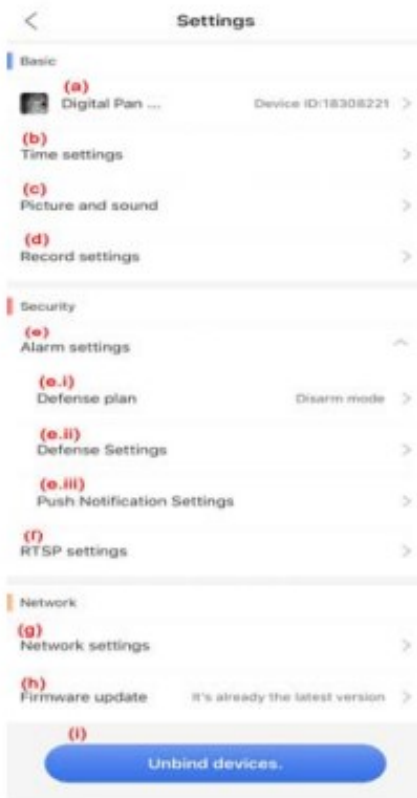 Settings
Basic
(a)
Digital Pan ... Device ID:18308221
(b)
Time settings
(c)
Picture and sound
(d)
Record settings
Security
(e)
Alarm settings
(e.i)
Defense plan Disarm mode
(e.ii)
Defense Settings
(e.iii)
Push Notification Settings
(f)
RTSP settings
Network
(g)
Network settings
(h)
Firmware update It's already the latest version
(i)
Unbind devices.